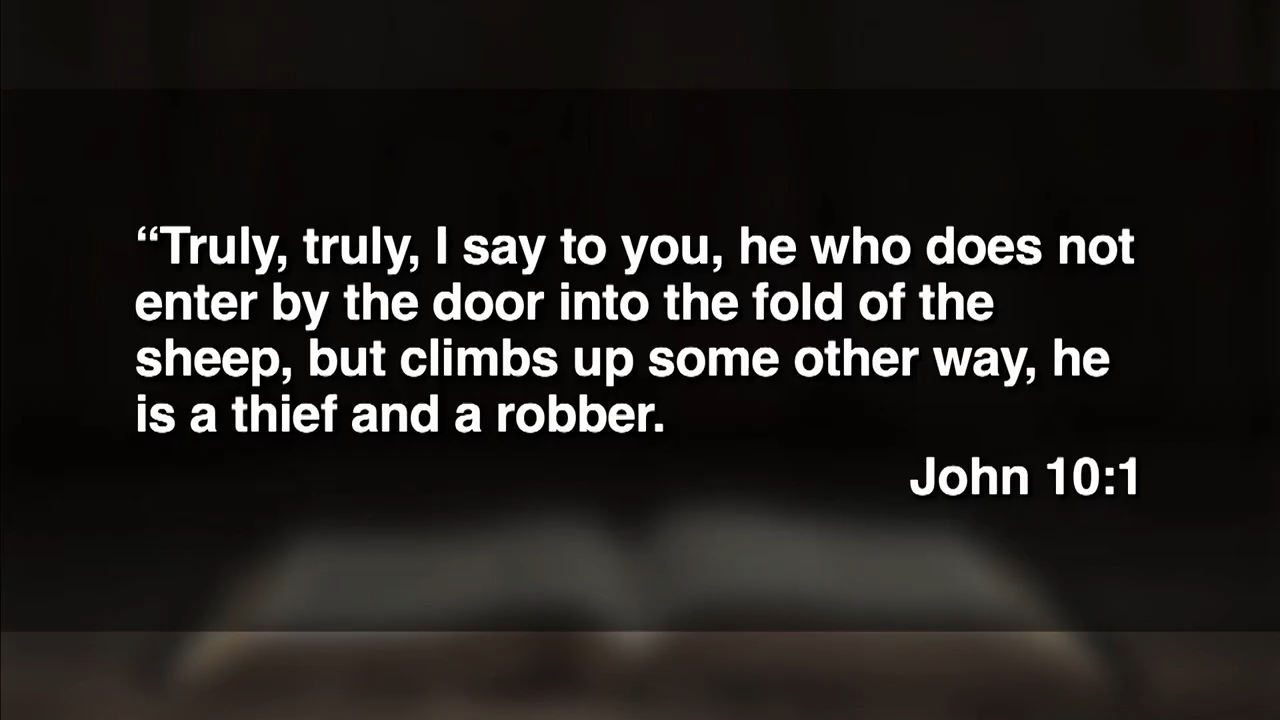 “Truly, truly, I say to you, he who does not
enter by the door into the fold of the
sheep, but climbs up some other way, he
is a thief and a robber.
John 10:1